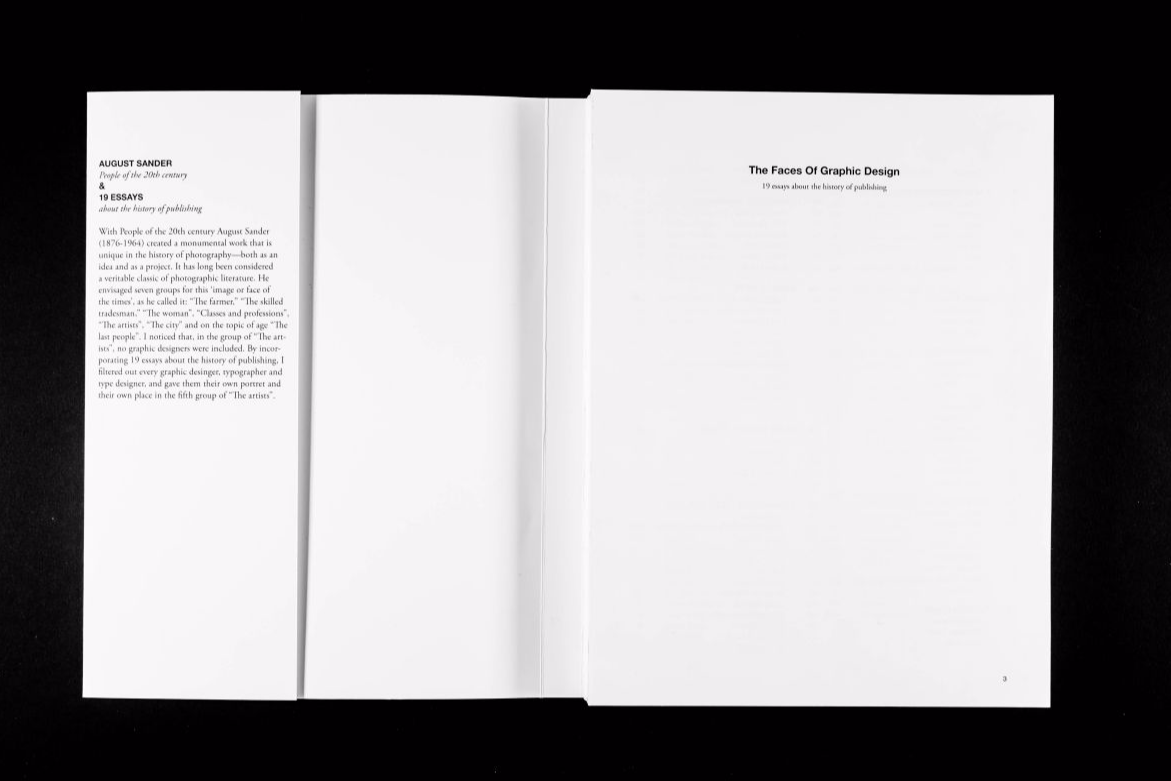 AUGUST SANDER
People of the 20th century
&
19 ESSAYS
about the history of publishing
With People of the 20th century August Sander
(1876-1964) created a monumental work that is
unique in the history of photography—both as an
idea and as a project. It has long been considered
a veritable classic of photographic literature. He
envisaged seven groups for this 'image or face of
the times', as he called it: "The farmer," "The skilled
tradesman," "The woman", "Classes and professions",
"The artists", "The city" and on the topic of age "The
last people". I noticed that, in the group of "The art-
ists", no graphic designers were included. By incor-
porating 19 essays about the history of publishing, I
filtered out every graphic desinger, typographer and
type designer, and gave them their own portret and
their own place in the fifth group of "The artists".
The Faces Of Graphic Design
19 essays about the history of publishing
3